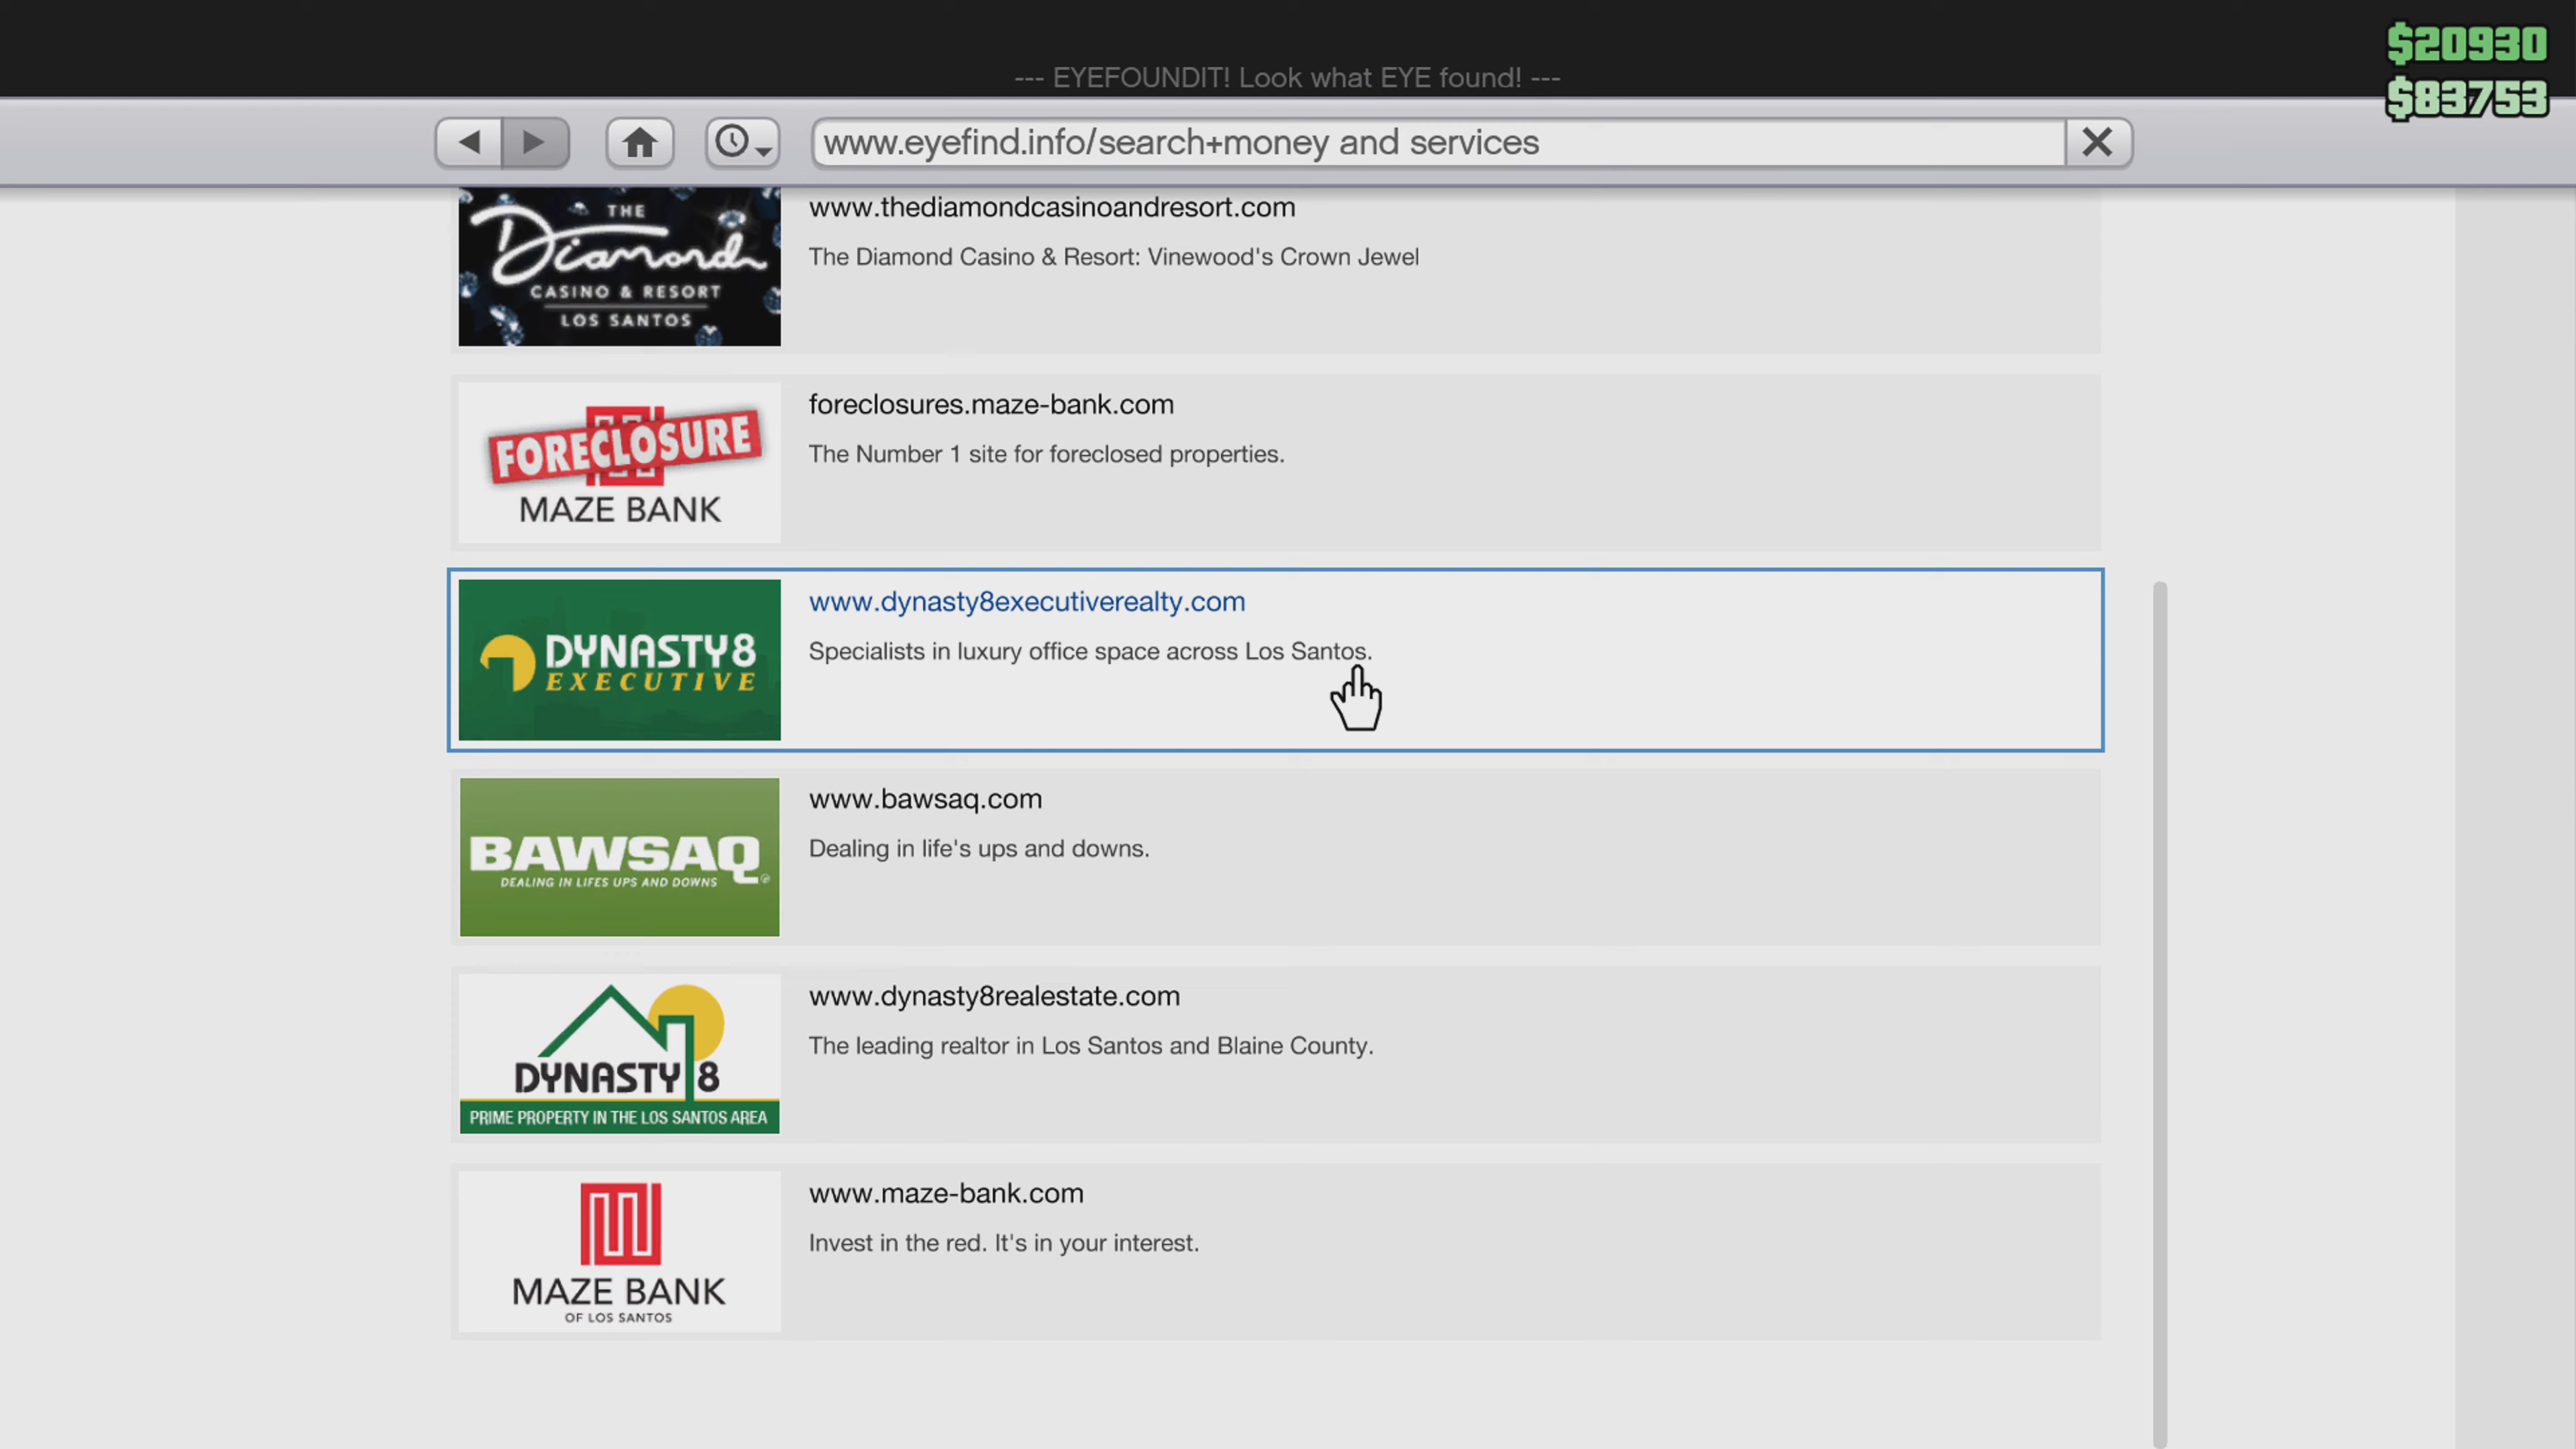 $20930
--- EYEFOUNDIT! Look what EYE found! ---
$83753
www.eyefind.info/search+money and services
THE
Diamond
CASINO & RESORT
LOS SANTOS
www.thediamondcasinoandresort.com
The Diamond Casino & Resort: Vinewood's Crown Jewel
FORECLOSURE
MAZE BANK
foreclosures.maze-bank.com
The Number 1 site for foreclosed properties.
DYNASTY8
EXECUTIVE
www.dynasty8executiverealty.com
Specialists in luxury office space across Los Santos.
BAWSAQ
DEALING IN LIFES UPS AND DOWNS
www.bawsaq.com
Dealing in life's ups and downs.
DYNASTY 8
PRIME PROPERTY IN THE LOS SANTOS AREA
www.dynasty8realestate.com
The leading realtor in Los Santos and Blaine County.
MAZE BANK
OF LOS SANTOS
www.maze-bank.com
Invest in the red. It's in your interest.